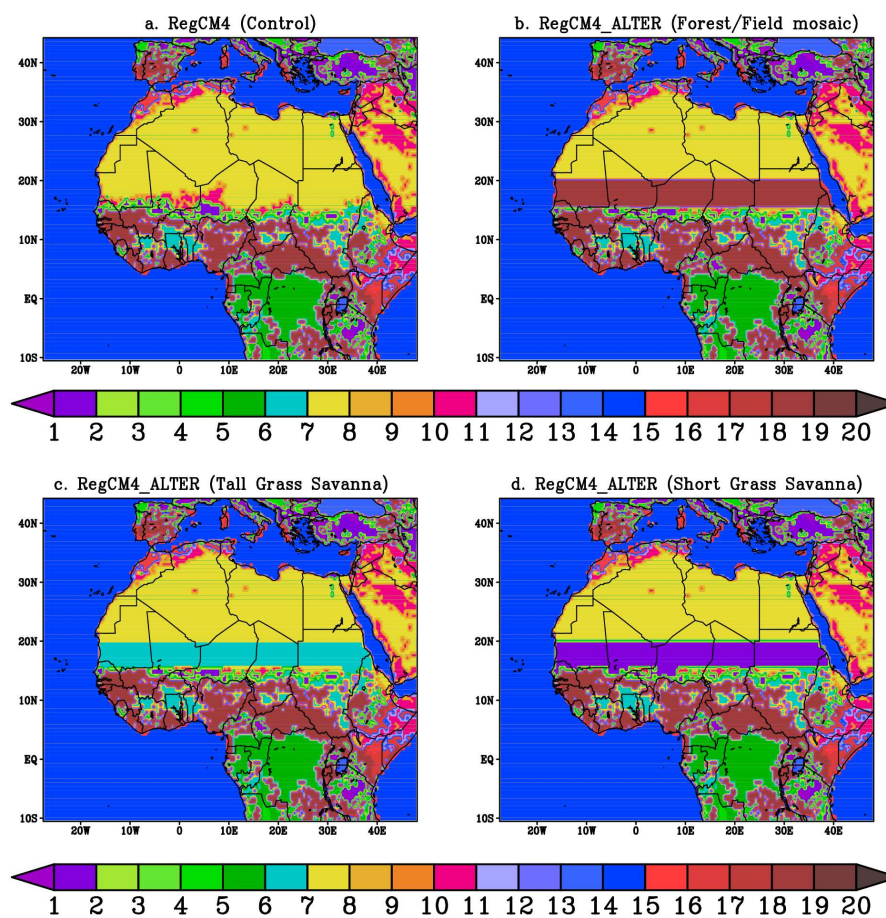 a. RegCM4 (Control)
b. RegCM4_ALTER (Forest/Field mosaic)
40N
30N
20N
10N
EQ
10S
20W 10W 0 10E 20E 30E 40E
40N
30N
20N
10N
EQ
10S
20W 10W 0 10E 20E 30E 40E
1 2 3 4 5 6 7 8 9 10 11 12 13 14 15 16 17 18 19 20
c. RegCM4_ALTER (Tall Grass Savanna)
d. RegCM4_ALTER (Short Grass Savanna)
40N
30N
20N
10N
EQ
10S
20W 10W 0 10E 20E 30E 40E
40N
30N
20N
10N
EQ
10S
20W 10W 0 10E 20E 30E 40E
1 2 3 4 5 6 7 8 9 10 11 12 13 14 15 16 17 18 19 20